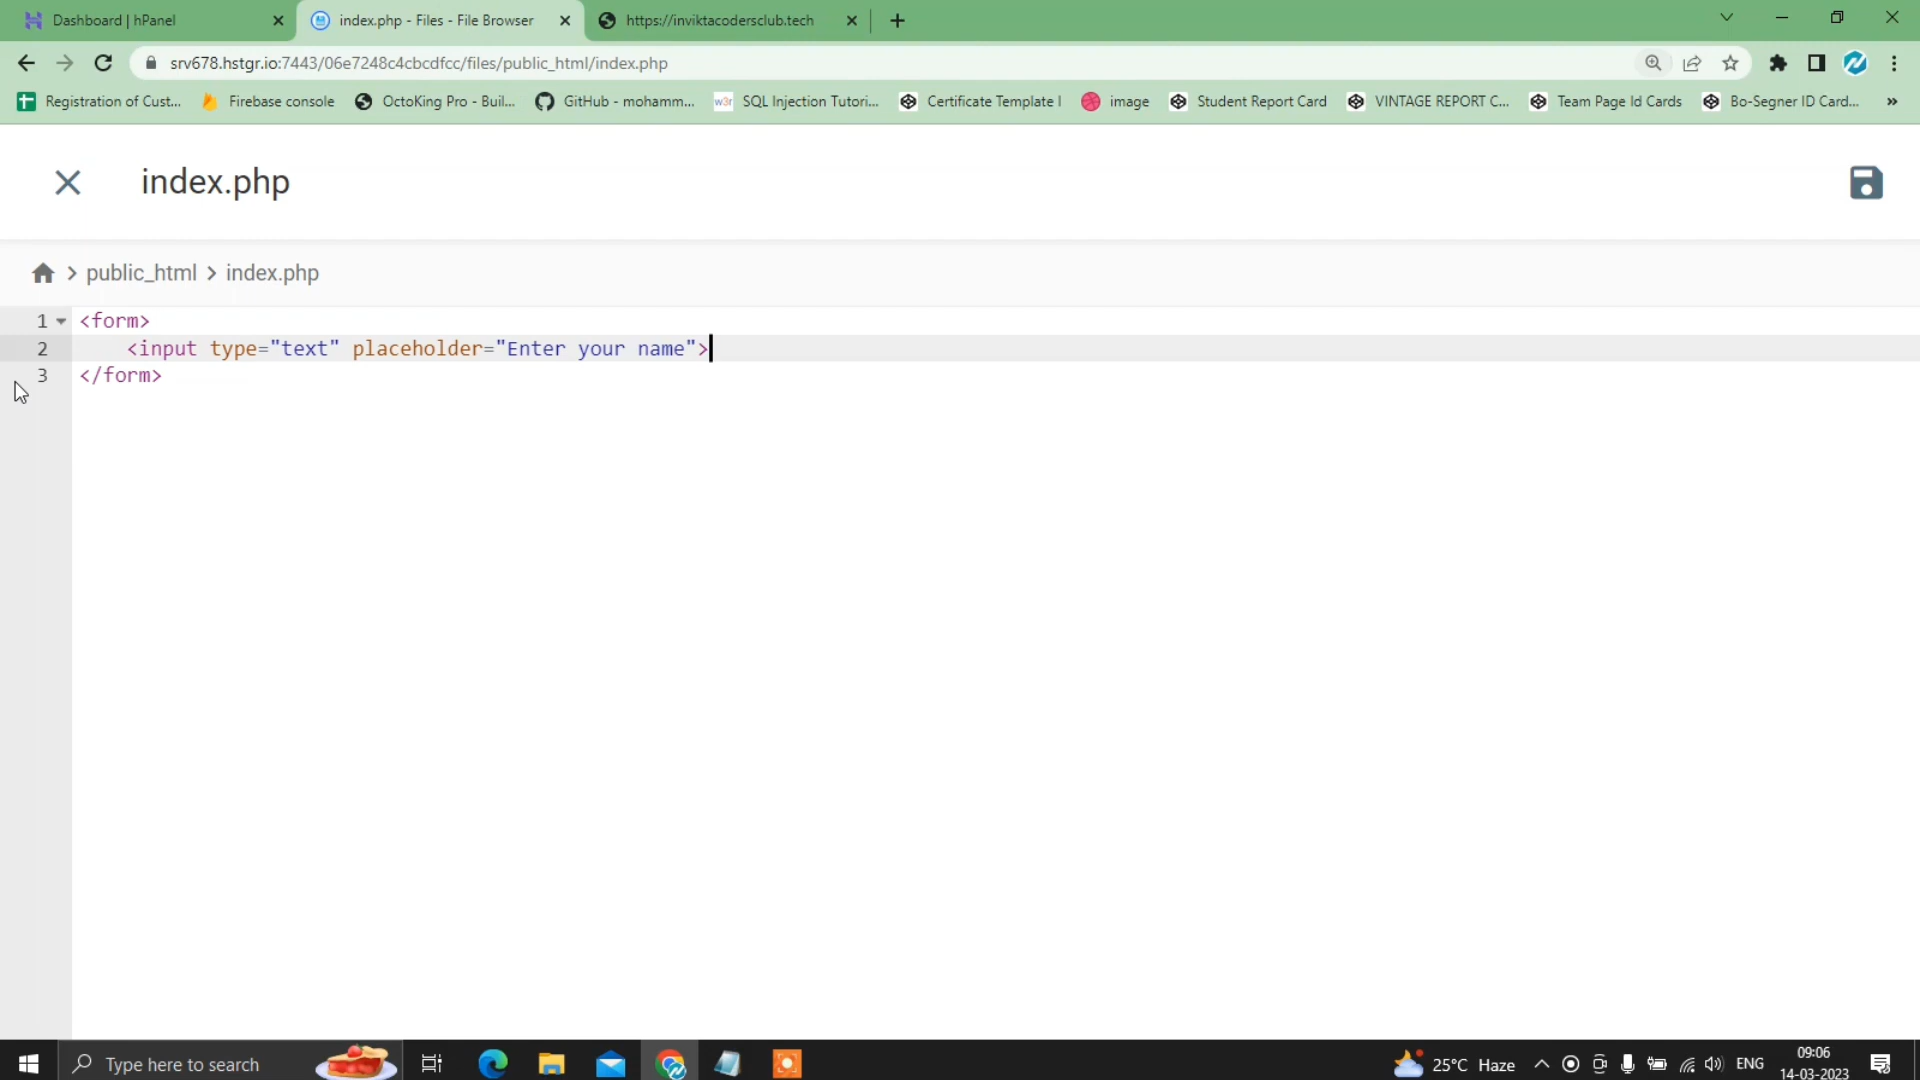 Dashboard | hPanel
index.php - Files - File Browser
https://inviktacodersclub.tech
srv678.hstgr.io:7443/06e7248c4cbcdfcc/files/public_html/index.php
Registration of Cust...
Firebase console
OctoKing Pro - Buil...
GitHub - mohamm...
w3r
SQL Injection Tutori...
Certificate Template I
image
Student Report Card
VINTAGE REPORT C...
Team Page Id Cards
Bo-Segner ID Card...
»
index.php
public_html > index.php
1 <form>
2 <input type="text" placeholder="Enter your name">
3 </form>
Type here to search
25°C Haze
ENG
09:06
14-03-2023